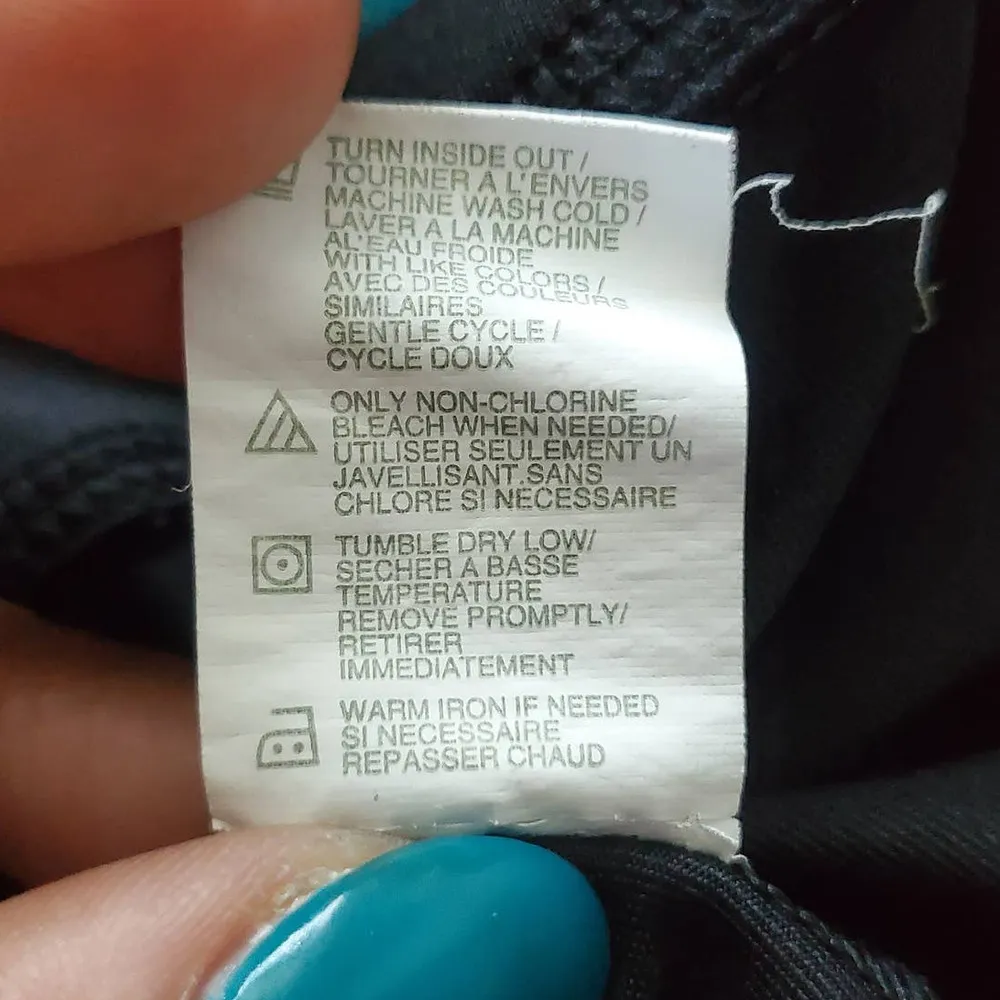 TURN INSIDE OUT /
TOURNER A L'ENVERS
MACHINE WASH COLD /
LAVER A LA MACHINE
AL'EAU FROIDE
WITH LIKE COLORS /
AVEC DES COULEURS
SIMILAIRES
GENTLE CYCLE /
CYCLE DOUX
ONLY NON-CHLORINE
BLEACH WHEN NEEDED/
UTILISER SEULEMENT UN
JAVELLISANT.SANS
CHLORE SI NECESSAIRE
TUMBLE DRY LOW/
SECHER A BASSE
TEMPERATURE
REMOVE PROMPTLY/
RETIRER
IMMEDIATEMENT
WARM IRON IF NEEDED
SI NECESSAIRE
REPASSER CHAUD